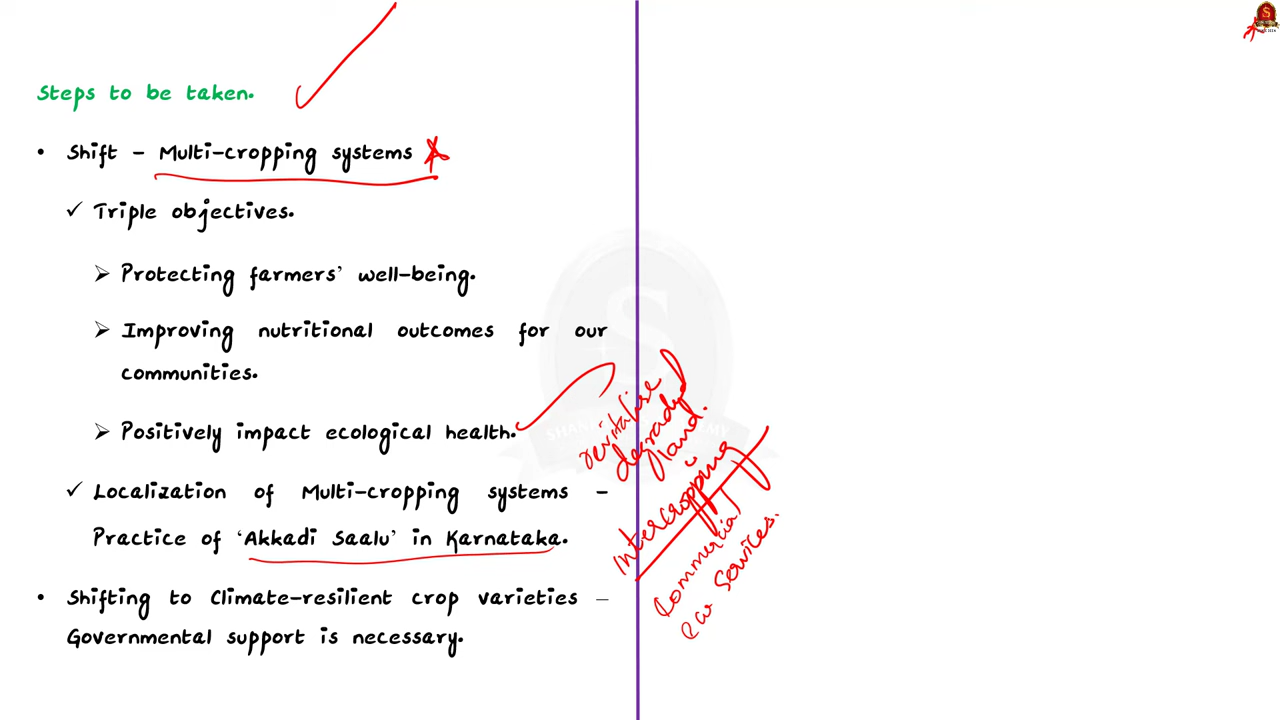 Steps to be taken.
• Shift – Multi-cropping systems
✓ Triple objectives.
➢ Protecting farmers' well-being.
➢ Improving nutritional outcomes for our
communities.
➢ Positively impact ecological health.
✓ Localization of Multi-cropping systems –
Practice of 'Akkadi Saalu' in Karnataka.
• Shifting to Climate-resilient crop varieties –
Governmental support is necessary.
revitalise
degraded
land.
Intercropping
Commercial
Services.